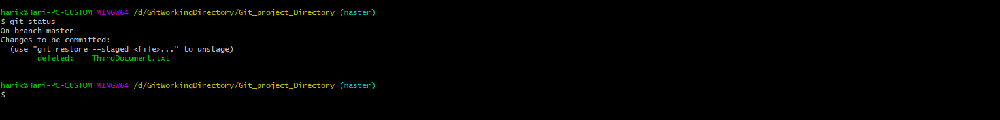 harik@Hari-PC-CUSTOM MINGW64 /d/GitWorkingDirectory/Git_project_Directory (master)
$ git status
On branch master
Changes to be committed:
  (use "git restore --staged <file>..." to unstage)
        deleted:    ThirdDocument.txt
harik@Hari-PC-CUSTOM MINGW64 /d/GitWorkingDirectory/Git_project_Directory (master)
$